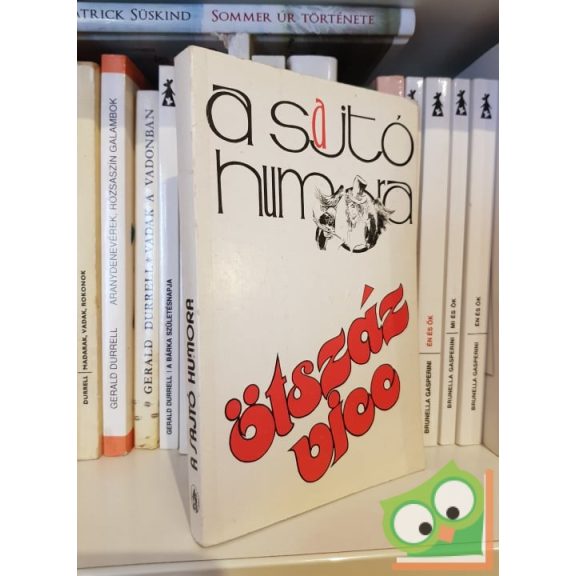 PATRICK SÜSKIND SOMMER ÚR TÖRTÉNETE
a sajtó
humora
ötszáz
vicc
A SAJTÓ HUMORA
DURRELL MADARAK, VADAK, ROKONOK
GERALD DURRELL ARANYDENEVÉREK, RÓZSASZÍN GALAMBOK
GERALD DURRELL VADAK A VADONBAN
GERALD DURRELL A BÁRKA SZÜLETÉSNAPJA
BRUNELLA GASPERINI ÉN ÉS ŐK
BRUNELLA GASPERINI MI ÉS ŐK
BRUNELLA GASPERINI ÉN ÉS ŐK